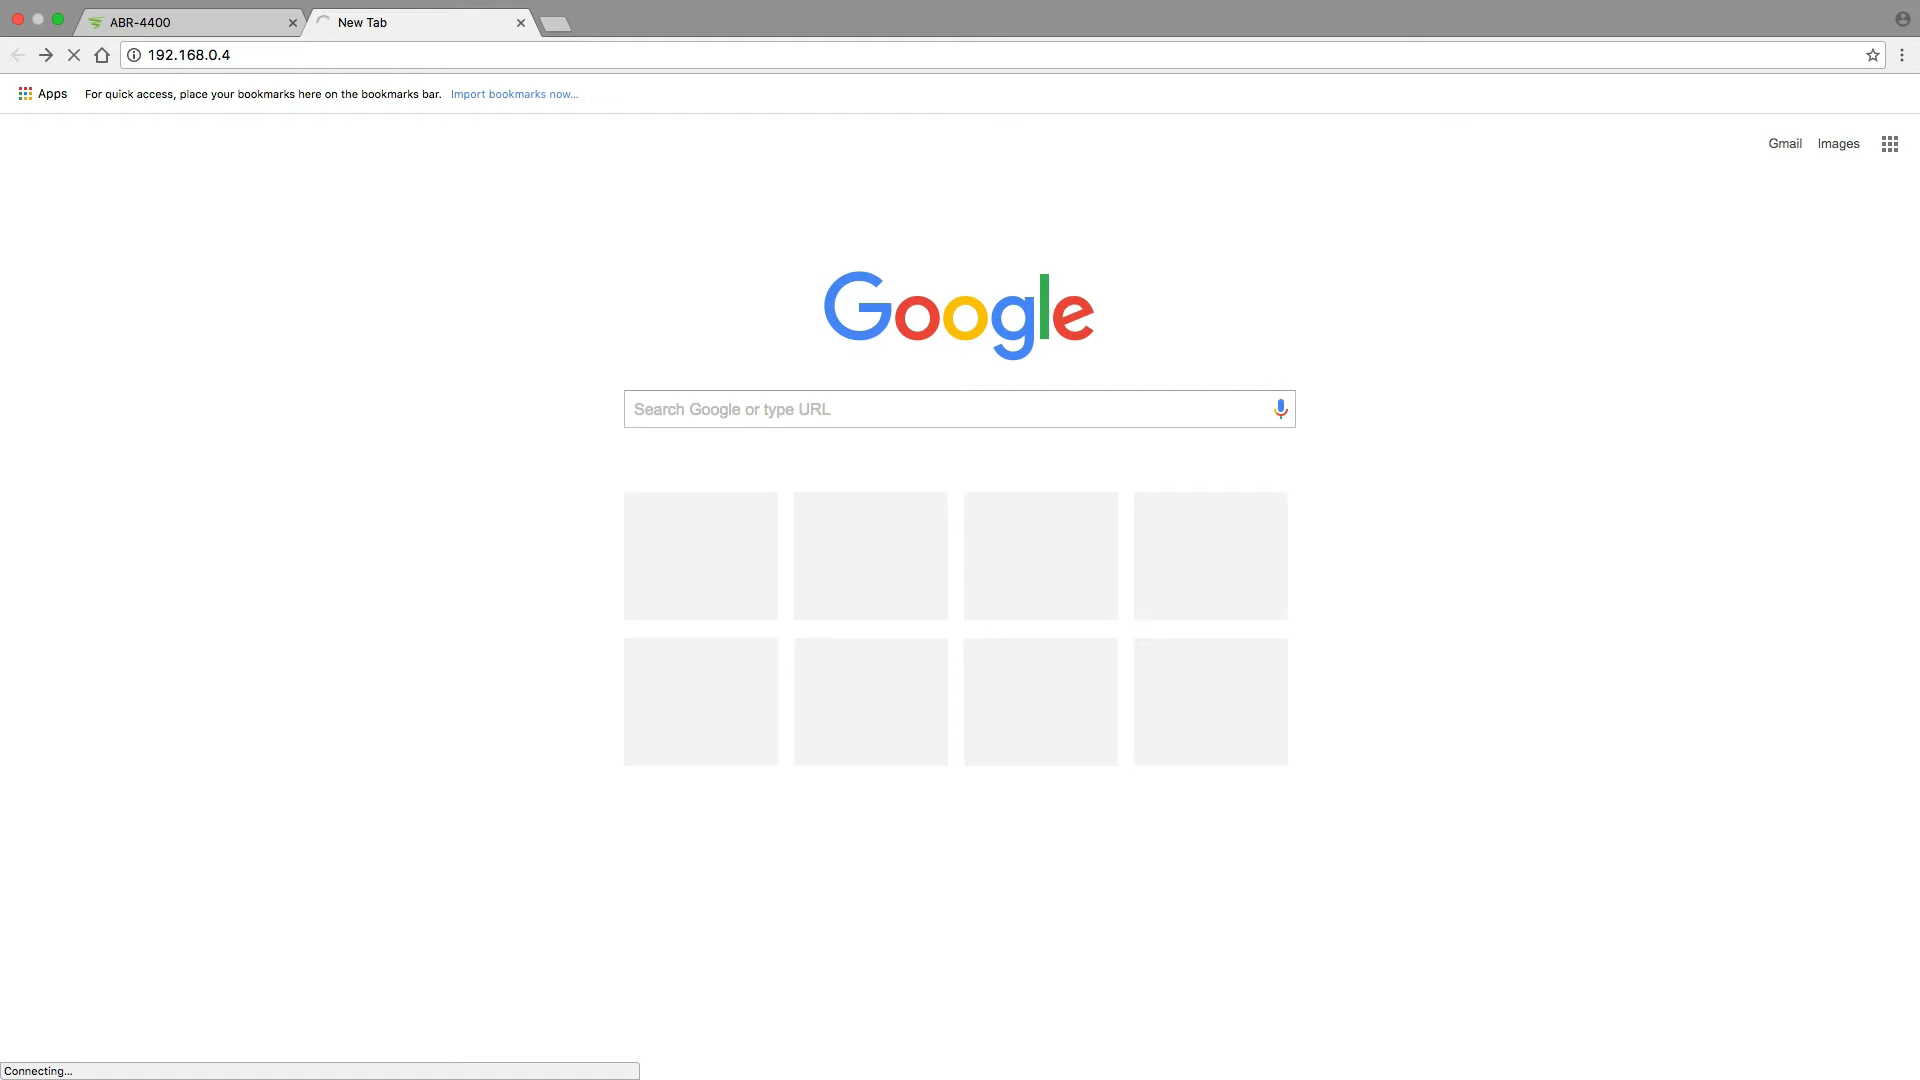 ABR-4400
New Tab
192.168.0.4
Apps For quick access, place your bookmarks here on the bookmarks bar. Import bookmarks now...
Gmail Images
Google
Search Google or type URL
Connecting...